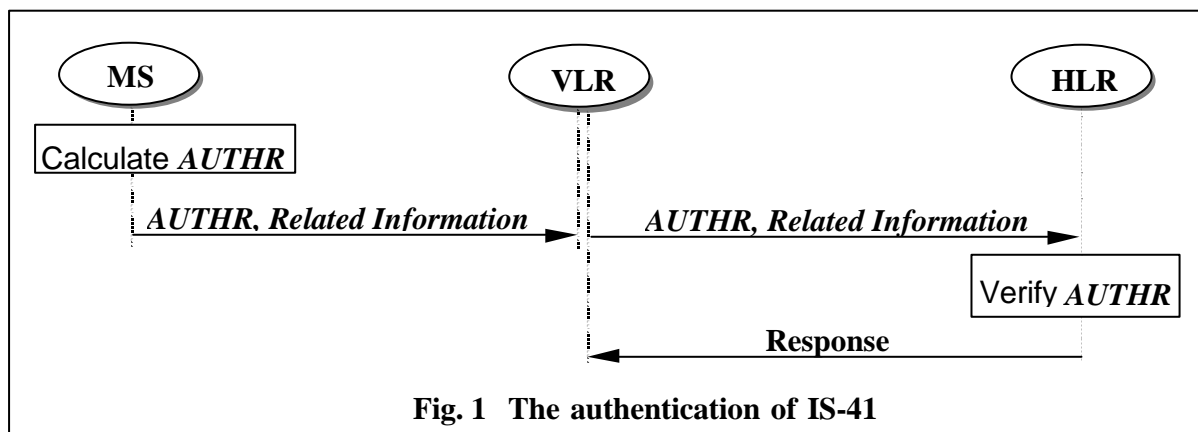 MS
VLR
HLR
Calculate AUTHR
AUTHR, Related Information
AUTHR, Related Information
Verify AUTHR
Response
Fig. 1 The authentication of IS-41